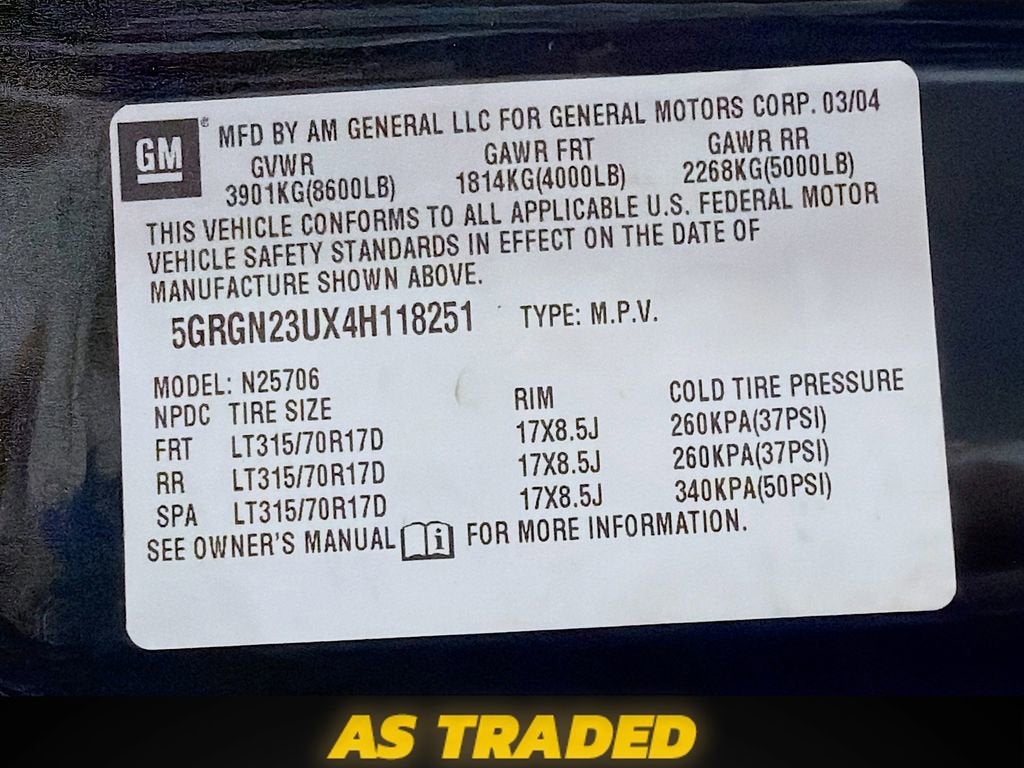 GM® MFD BY AM GENERAL LLC FOR GENERAL MOTORS CORP. 03/04
GVWR GAWR FRT GAWR RR
3901KG(8600LB) 1814KG(4000LB) 2268KG(5000LB)
THIS VEHICLE CONFORMS TO ALL APPLICABLE U.S. FEDERAL MOTOR
VEHICLE SAFETY STANDARDS IN EFFECT ON THE DATE OF
MANUFACTURE SHOWN ABOVE.
5GRGN23UX4H118251 TYPE: M.P.V.
MODEL: N25706
NPDC TIRE SIZE RIM COLD TIRE PRESSURE
FRT LT315/70R17D 17X8.5J 260KPA(37PSI)
RR LT315/70R17D 17X8.5J 260KPA(37PSI)
SPA LT315/70R17D 17X8.5J 340KPA(50PSI)
SEE OWNER'S MANUAL i FOR MORE INFORMATION.
AS TRADED